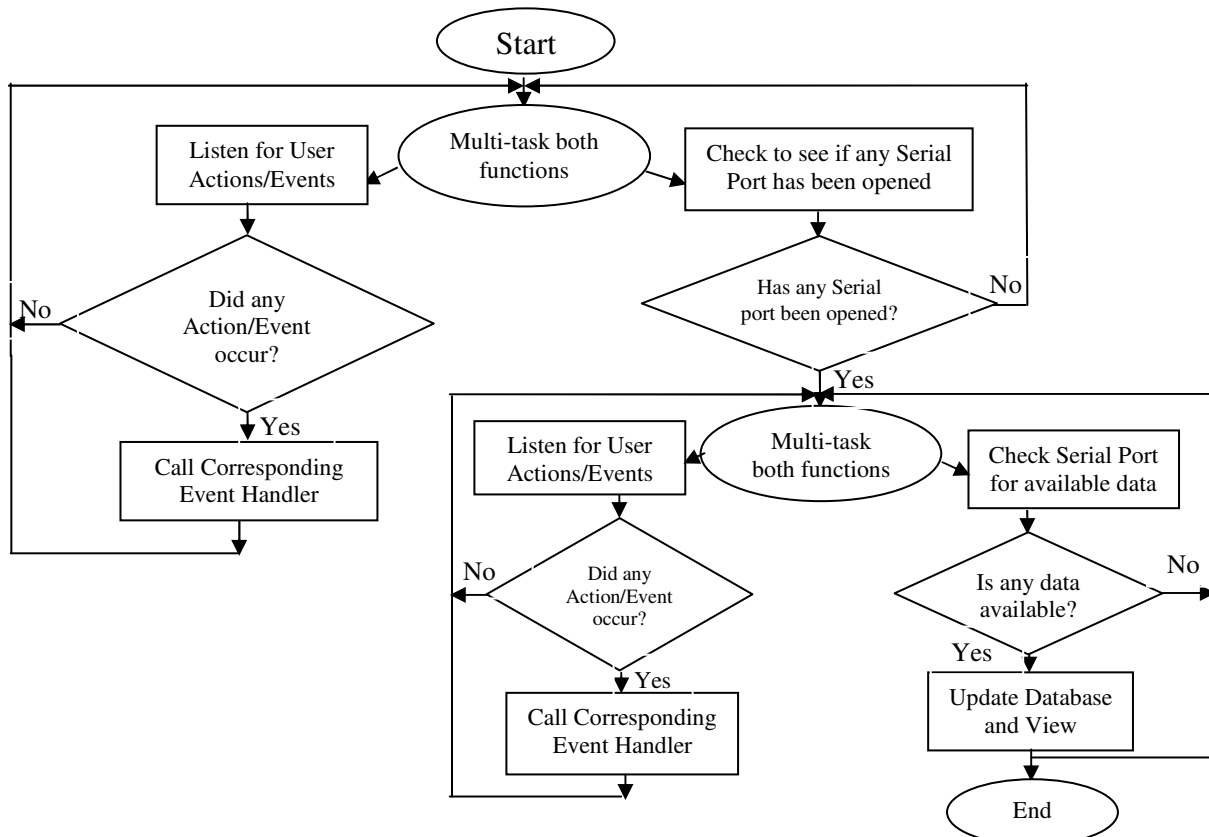 Start
Multi-task both
functions
Listen for User
Actions/Events
Check to see if any Serial
Port has been opened
Did any
Action/Event
occur?
No
Yes
Call Corresponding
Event Handler
Has any Serial
port been opened?
No
Yes
Multi-task
both functions
Listen for User
Actions/Events
Check Serial Port
for available data
Did any
Action/Event
occur?
No
Yes
Call Corresponding
Event Handler
Is any data
available?
No
Yes
Update Database
and View
End